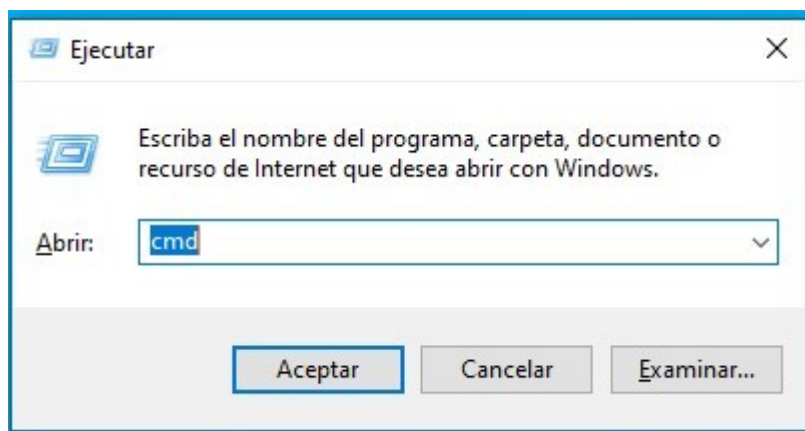 Ejecutar
Escriba el nombre del programa, carpeta, documento o
recurso de Internet que desea abrir con Windows.
Abrir: cmd
Aceptar Cancelar Examinar...